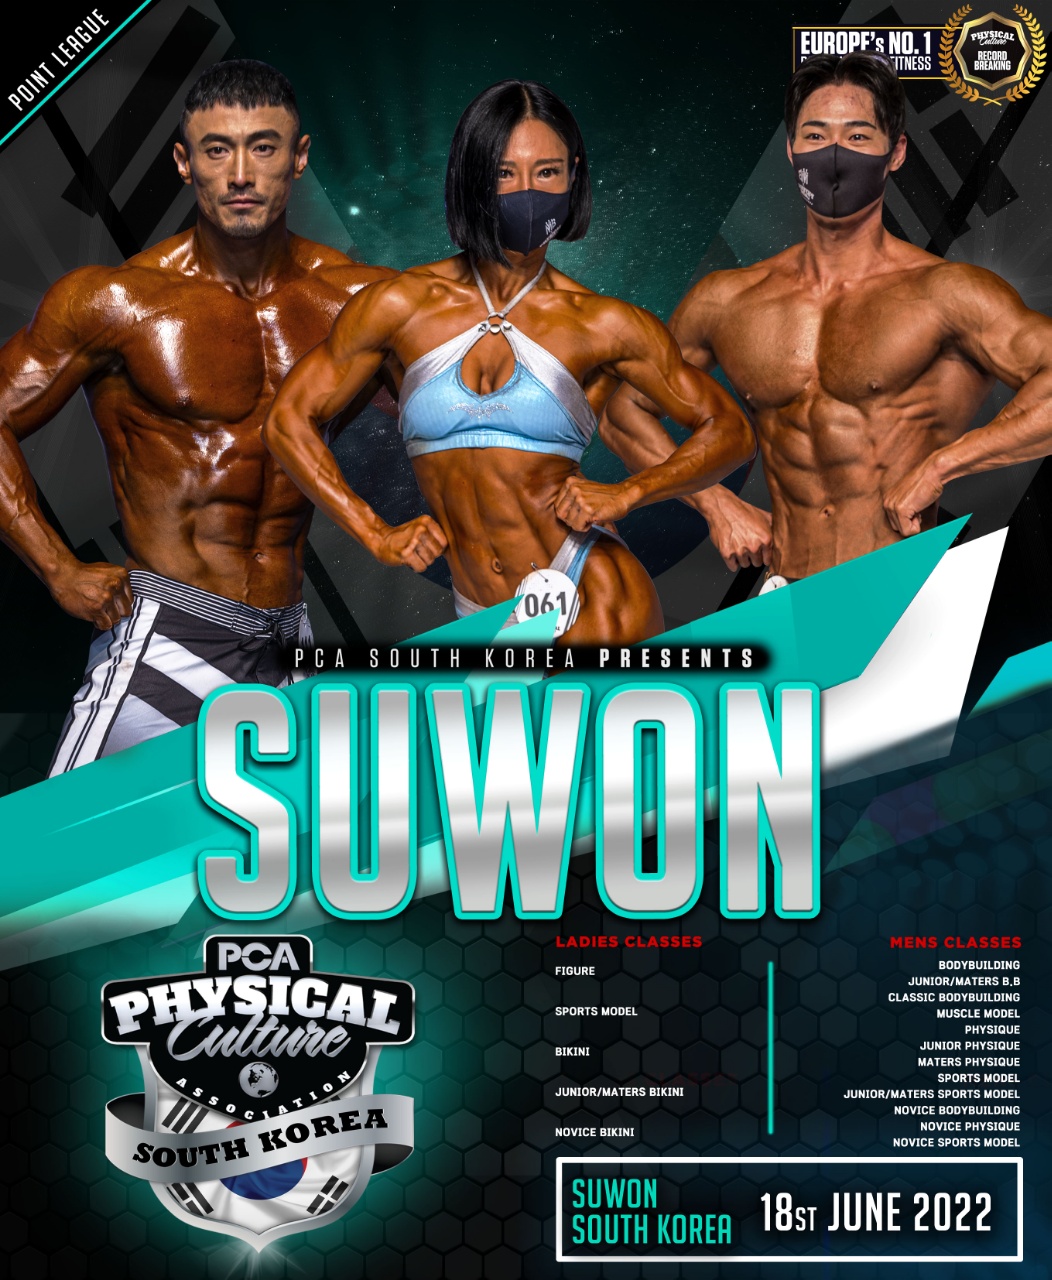 POINT LEAGUE
EUROPE's NO. 1
FITNESS
PHYSICAL
Culture
RECORD
BREAKING
061
PCA SOUTH KOREA PRESENTS
SUWON
PCA
PHYSICAL
Culture
ASSOCIATION
SOUTH KOREA
LADIES CLASSES
FIGURE
SPORTS MODEL
BIKINI
JUNIOR/MATERS BIKINI
NOVICE BIKINI
MENS CLASSES
BODYBUILDING
JUNIOR/MATERS B,B
CLASSIC BODYBUILDING
MUSCLE MODEL
PHYSIQUE
JUNIOR PHYSIQUE
MATERS PHYSIQUE
SPORTS MODEL
JUNIOR/MATERS SPORTS MODEL
NOVICE BODYBUILDING
NOVICE PHYSIQUE
NOVICE SPORTS MODEL
SUWON
SOUTH KOREA
18ST JUNE 2022